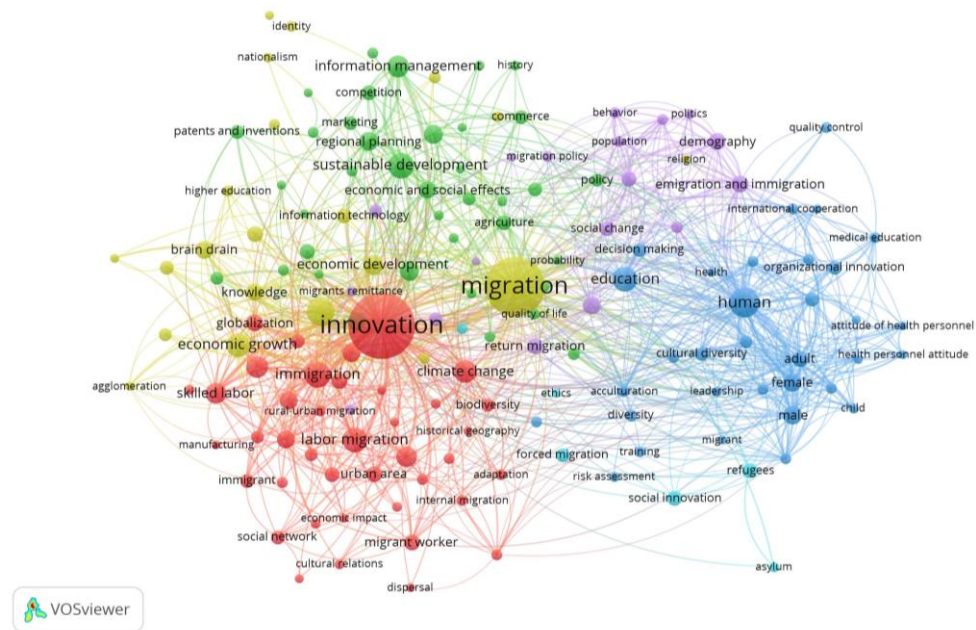 identity
nationalism
information management
history
competition
commerce
behavior
politics
marketing
quality control
patents and inventions
regional planning
population
demography
migration policy
religion
sustainable development
policy
emigration and immigration
higher education
economic and social effects
information technology
agriculture
international cooperation
social change
medical education
brain drain
decision making
economic development
probability
health
organizational innovation
education
migration
knowledge
migrants remittance
human
quality of life
globalization
innovation
attitude of health personnel
economic growth
return migration
cultural diversity
health personnel attitude
adult
immigration
climate change
agglomeration
skilled labor
ethics
acculturation
leadership
female
biodiversity
child
rural-urban migration
diversity
male
historical geography
manufacturing
labor migration
migrant
forced migration
training
immigrant
urban area
adaptation
risk assessment
refugees
internal migration
social innovation
economic impact
social network
migrant worker
cultural relations
asylum
dispersal
VOSviewer